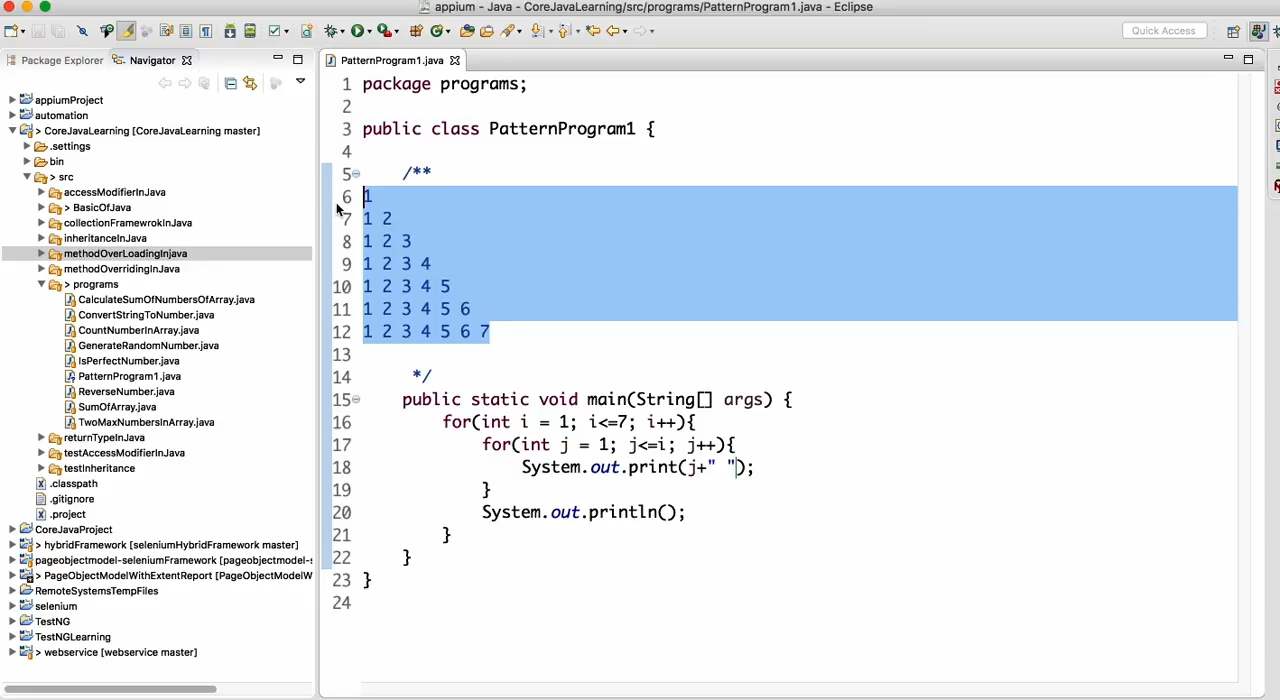 appium - Java - CoreJavaLearning/src/programs/PatternProgram1.java - Eclipse
Quick Access
Package Explorer
Navigator
PatternProgram1.java
appiumProject
automation
> CoreJavaLearning [CoreJavaLearning master]
.settings
bin
> src
accessModifierInJava
> BasicOfJava
collectionFramewrokInJava
inheritanceInJava
methodOverLoadingInjava
methodOverridingInJava
> programs
CalculateSumOfNumbersOfArray.java
ConvertStringToNumber.java
CountNumberInArray.java
GenerateRandomNumber.java
IsPerfectNumber.java
PatternProgram1.java
ReverseNumber.java
SumOfArray.java
TwoMaxNumbersInArray.java
returnTypeInJava
testAccessModifierInJava
testInheritance
.classpath
.gitignore
.project
CoreJavaProject
> hybridFramework [seleniumHybridFramework master]
pageobjectmodel-seleniumFramework [pageobjectmodel-s
> PageObjectModelWithExtentReport [PageObjectModelW
RemoteSystemsTempFiles
selenium
TestNG
TestNGLearning
> webservice [webservice master]
1 package programs;
2
3 public class PatternProgram1 {
4
5 /**
6 1
7 1 2
8 1 2 3
9 1 2 3 4
10 1 2 3 4 5
11 1 2 3 4 5 6
12 1 2 3 4 5 6 7
13
14 */
15 public static void main(String[] args) {
16 for(int i = 1; i<=7; i++){
17 for(int j = 1; j<=i; j++){
18 System.out.print(j+" ");
19 }
20 System.out.println();
21 }
22 }
23 }
24